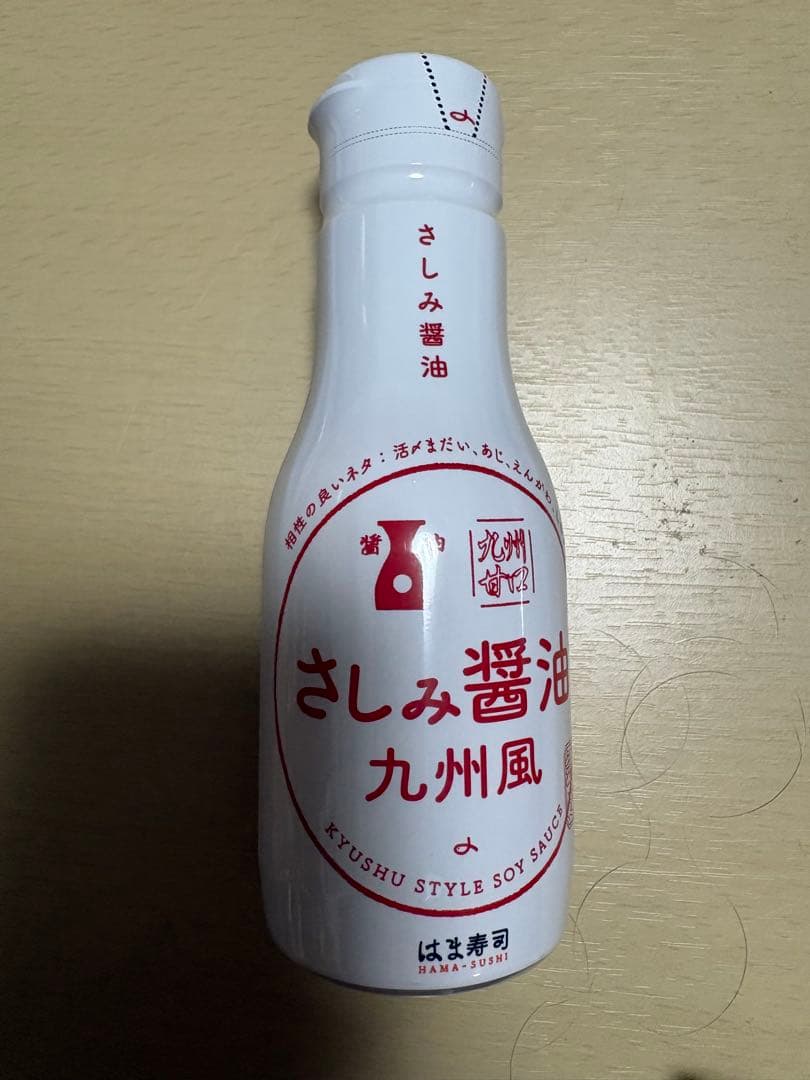 さしみ醤油
相性の良いネタ：活〆まだい、あじ、えんがわ、
醤油
九州
甘口
さしみ醤油
九州風
KYUSHU STYLE SOY SAUCE
はま寿司
HAMA-SUSHI